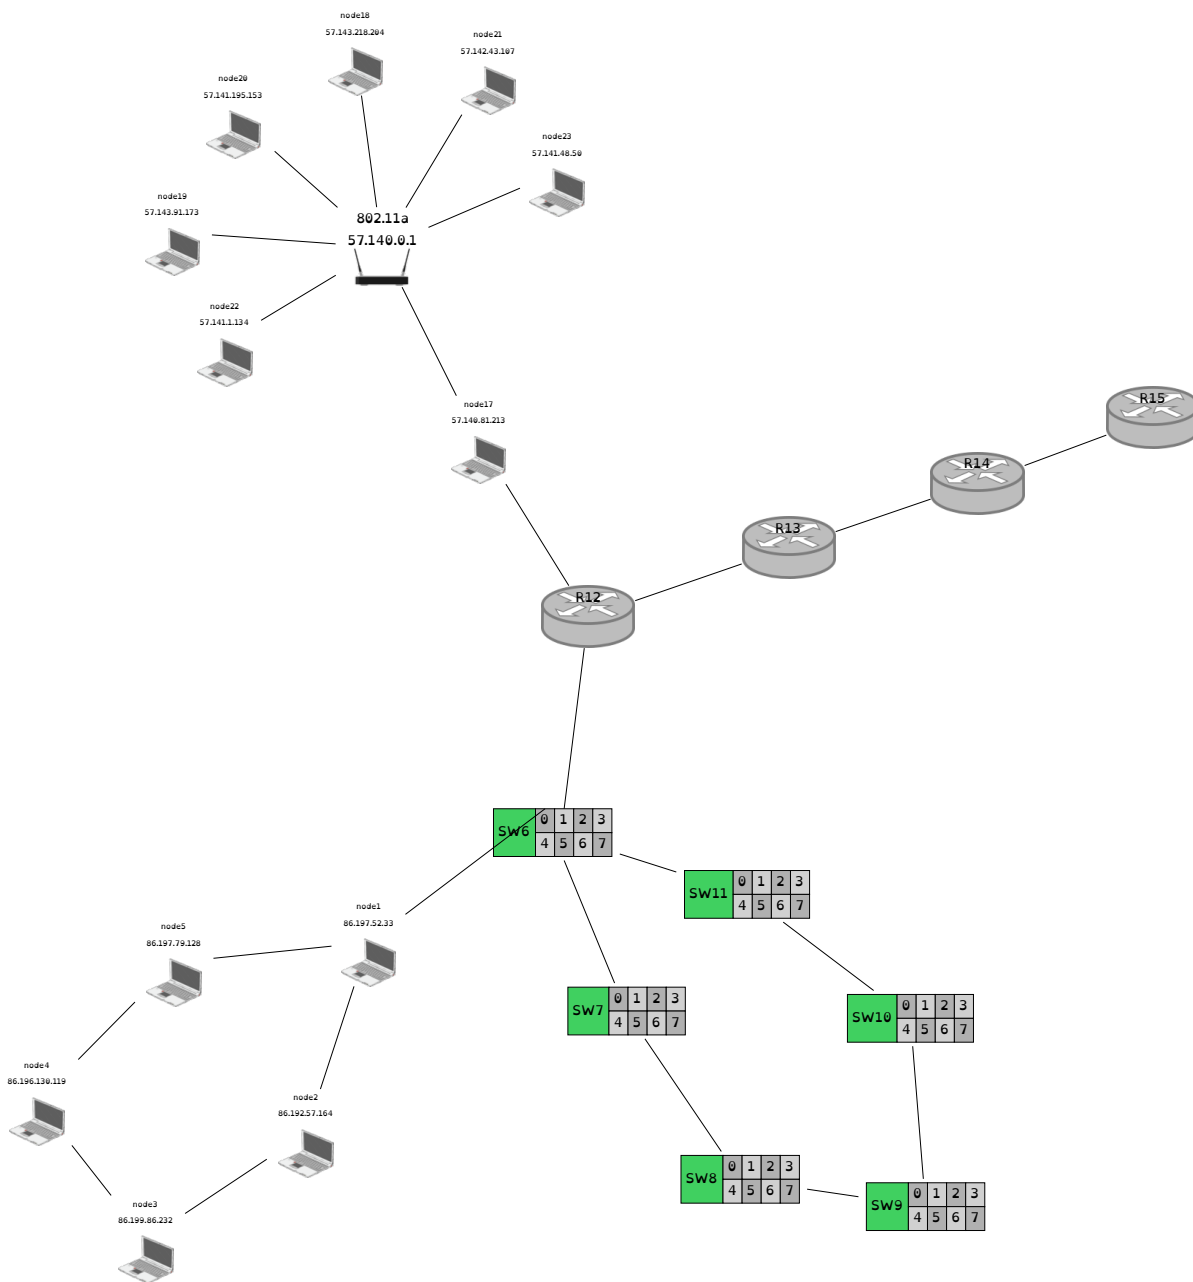 node18
57.143.218.204
node21
57.142.43.107
node20
57.141.195.153
node23
57.141.48.50
node19
57.143.91.173
802.11a
57.140.0.1
node22
57.141.1.134
node17
57.140.81.213
R15
R14
R13
R12
SW6 0 1 2 3
4 5 6 7
SW11 0 1 2 3
4 5 6 7
node1
86.197.52.33
node5
86.197.79.128
SW7 0 1 2 3
4 5 6 7
SW10 0 1 2 3
4 5 6 7
node4
86.196.130.119
node2
86.192.57.164
SW8 0 1 2 3
4 5 6 7
SW9 0 1 2 3
4 5 6 7
node3
86.199.86.232